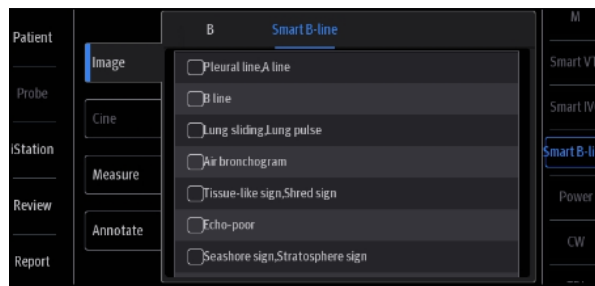 Patient
Probe
iStation
Review
Report
Image
Cine
Measure
Annotate
B
Smart B-line
Pleural line,A line
B line
Lung sliding,Lung pulse
Air bronchogram
Tissue-like sign,Shred sign
Echo-poor
Seashore sign,Stratosphere sign
M
Smart VT
Smart IV
Smart B-li
Power
CW